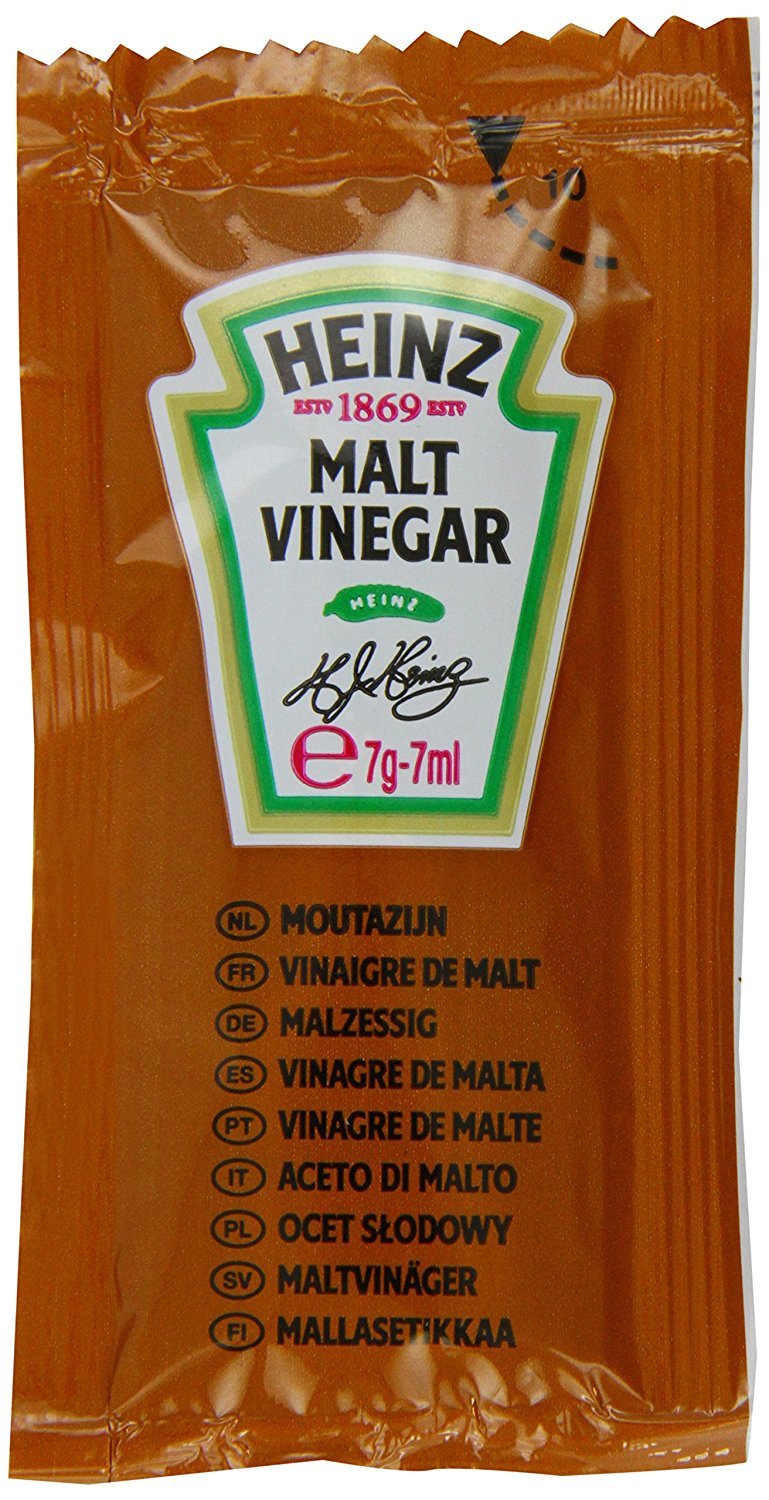 10
HEINZ
ESTD 1869 ESTD
MALT
VINEGAR
HEINZ
H J Heinz
e 7g-7ml
NL MOUTAZIJN
FR VINAIGRE DE MALT
DE MALZESSIG
ES VINAGRE DE MALTA
PT VINAGRE DE MALTE
IT ACETO DI MALTO
PL OCET SŁODOWY
SV MALTVINÄGER
FI MALLASETIKKAA